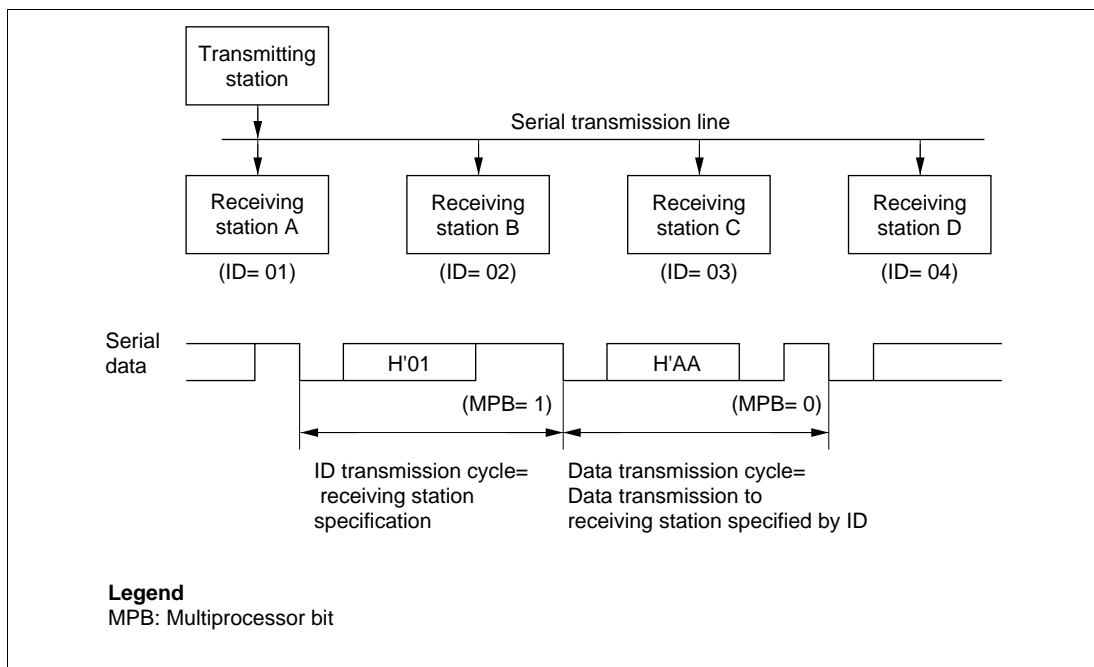 Transmitting
station
Serial transmission line
Receiving
station A
Receiving
station B
Receiving
station C
Receiving
station D
(ID= 01)
(ID= 02)
(ID= 03)
(ID= 04)
Serial
data
H'01
H'AA
(MPB= 1)
(MPB= 0)
ID transmission cycle=
receiving station
specification
Data transmission cycle=
Data transmission to
receiving station specified by ID
Legend
MPB: Multiprocessor bit